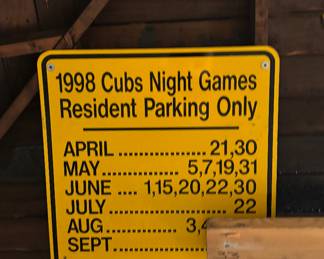 1998 Cubs Night Games
Resident Parking Only
APRIL .................. 21,30
MAY................ 5,7,19,31
JUNE .... 1,15,20,22,30
JULY ........................ 22
AUG ................ 3,
SEPT...................